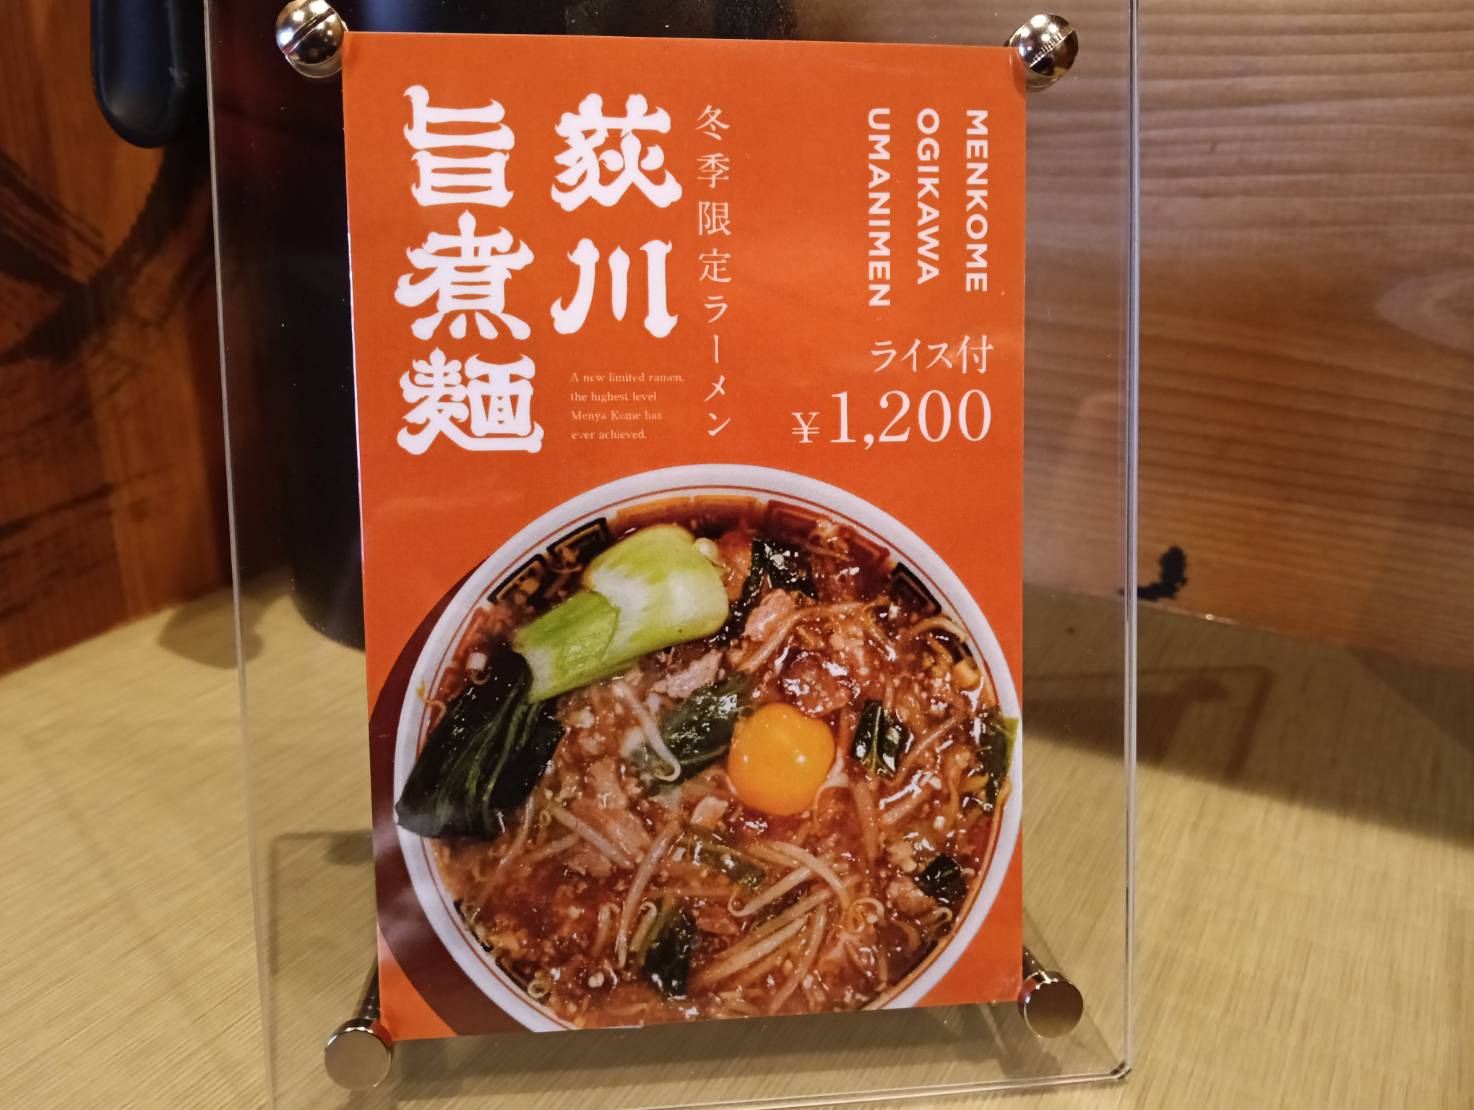 MENKOME
OGIKAWA
UMANIMEN
ライス付
¥1,200
冬季限定ラーメン
荻川
旨煮麺
A new limited ramen,
the highest level
Menya Kome has
ever achieved.